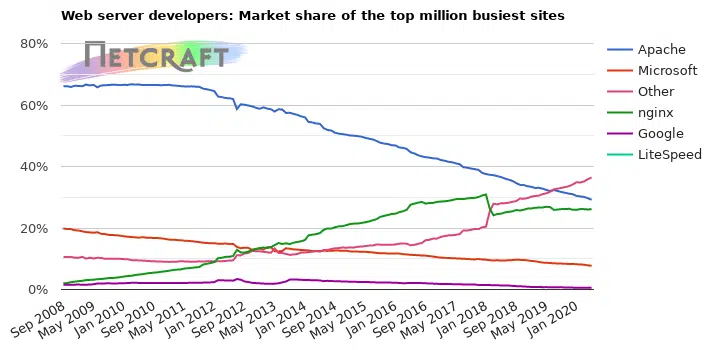 Web server developers: Market share of the top million busiest sites
NETCRAFT
80%
60%
40%
20%
0%
Sep 2008
May 2009
Jan 2010
Sep 2010
May 2011
Jan 2012
Sep 2012
May 2013
Jan 2014
Sep 2014
May 2015
Jan 2016
Sep 2016
May 2017
Jan 2018
Sep 2018
May 2019
Jan 2020
Apache
Microsoft
Other
nginx
Google
LiteSpeed